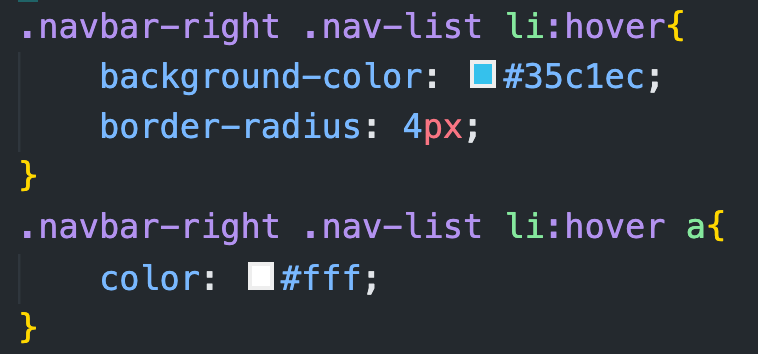 .navbar-right .nav-list li:hover{
    background-color: #35c1ec;
    border-radius: 4px;
}
.navbar-right .nav-list li:hover a{
    color: #fff;
}